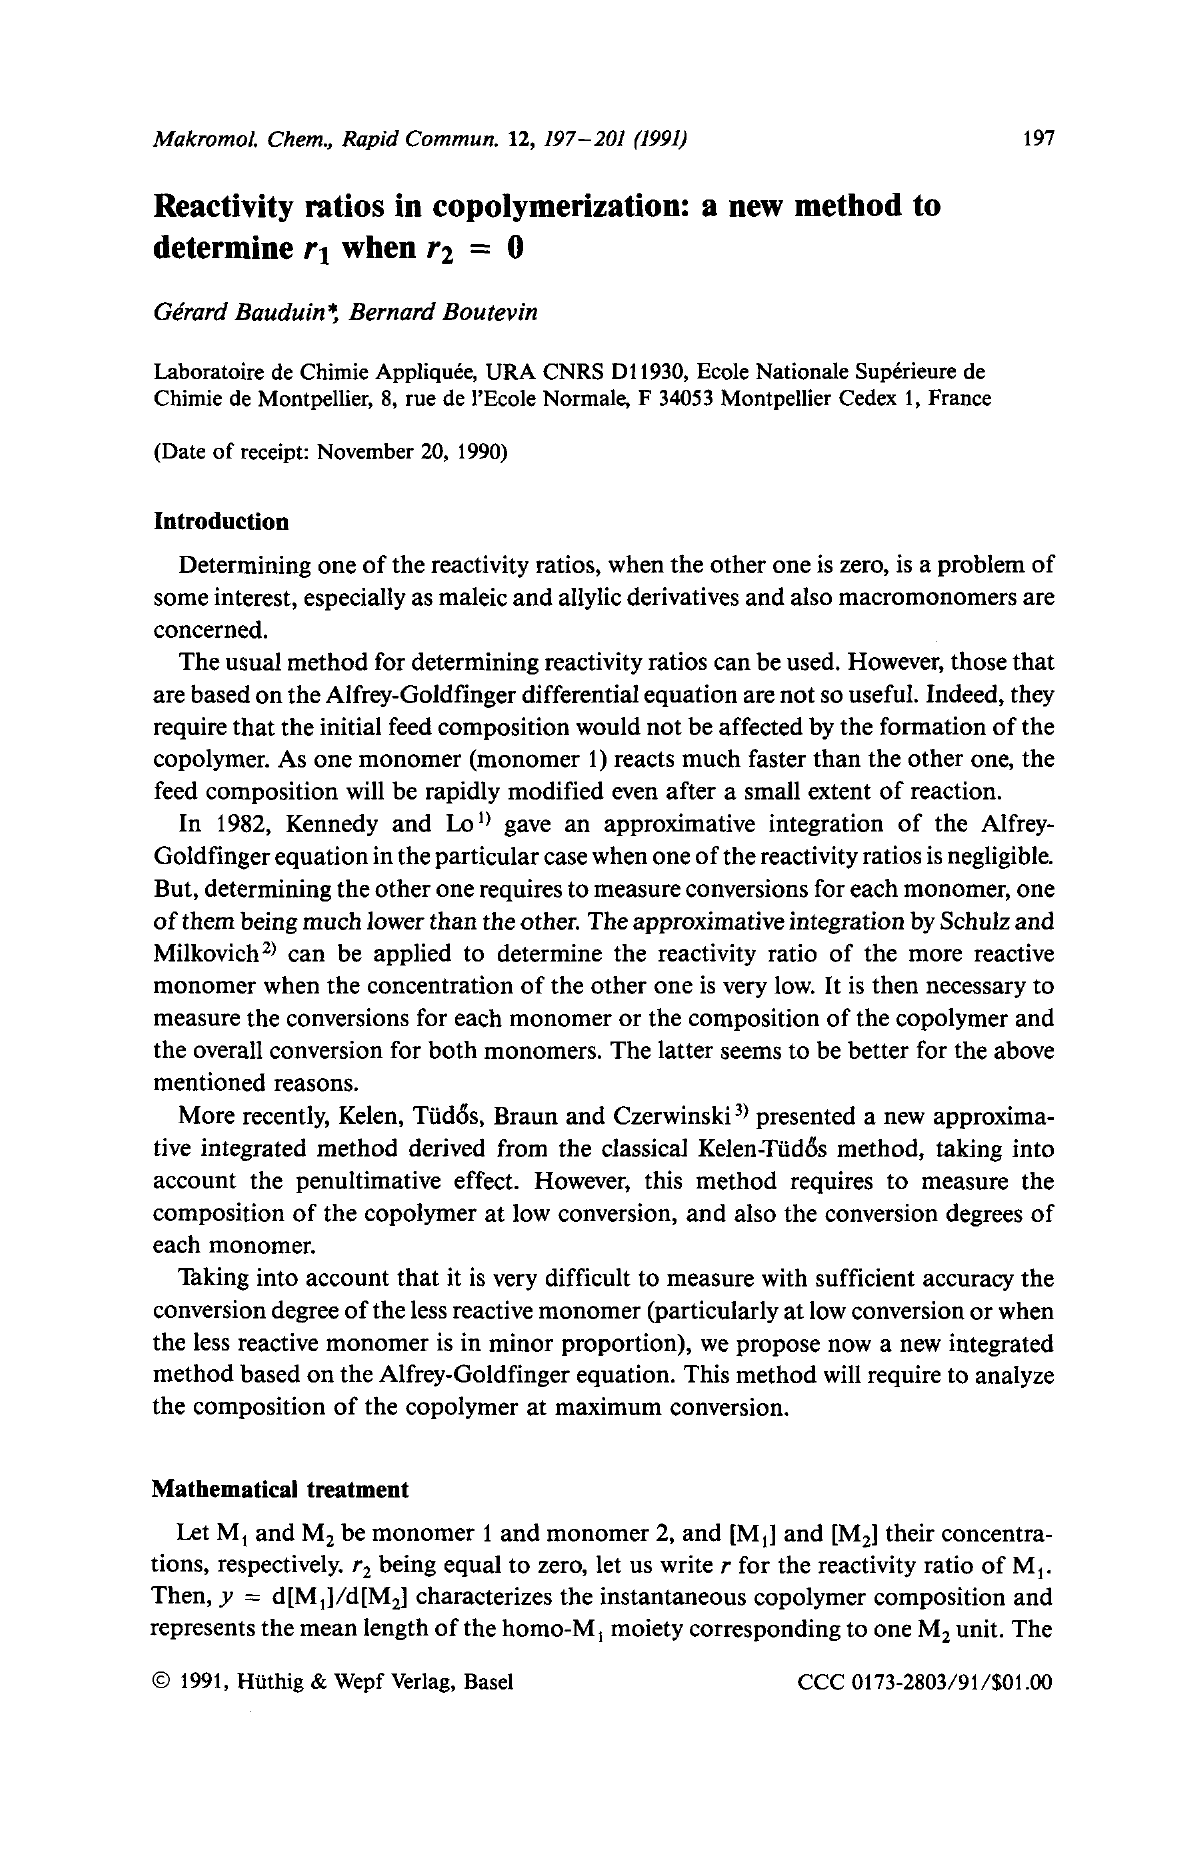 Makromol. Chem., Rapid Commun. 12, 197–201 (1991) 197
Reactivity ratios in copolymerization: a new method to
determine r₁ when r₂ = 0
Gérard Bauduin*, Bernard Boutevin
Laboratoire de Chimie Appliquée, URA CNRS D11930, Ecole Nationale Supérieure de
Chimie de Montpellier, 8, rue de l'Ecole Normale, F 34053 Montpellier Cedex 1, France
(Date of receipt: November 20, 1990)
Introduction
Determining one of the reactivity ratios, when the other one is zero, is a problem of
some interest, especially as maleic and allylic derivatives and also macromonomers are
concerned.
The usual method for determining reactivity ratios can be used. However, those that
are based on the Alfrey-Goldfinger differential equation are not so useful. Indeed, they
require that the initial feed composition would not be affected by the formation of the
copolymer. As one monomer (monomer 1) reacts much faster than the other one, the
feed composition will be rapidly modified even after a small extent of reaction.
In 1982, Kennedy and Lo¹⁾ gave an approximative integration of the Alfrey-
Goldfinger equation in the particular case when one of the reactivity ratios is negligible.
But, determining the other one requires to measure conversions for each monomer, one
of them being much lower than the other. The approximative integration by Schulz and
Milkovich²⁾ can be applied to determine the reactivity ratio of the more reactive
monomer when the concentration of the other one is very low. It is then necessary to
measure the conversions for each monomer or the composition of the copolymer and
the overall conversion for both monomers. The latter seems to be better for the above
mentioned reasons.
More recently, Kelen, Tüdős, Braun and Czerwinski³⁾ presented a new approxima-
tive integrated method derived from the classical Kelen-Tüdős method, taking into
account the penultimative effect. However, this method requires to measure the
composition of the copolymer at low conversion, and also the conversion degrees of
each monomer.
Taking into account that it is very difficult to measure with sufficient accuracy the
conversion degree of the less reactive monomer (particularly at low conversion or when
the less reactive monomer is in minor proportion), we propose now a new integrated
method based on the Alfrey-Goldfinger equation. This method will require to analyze
the composition of the copolymer at maximum conversion.
Mathematical treatment
Let M₁ and M₂ be monomer 1 and monomer 2, and [M₁] and [M₂] their concentra-
tions, respectively. r₂ being equal to zero, let us write r for the reactivity ratio of M₁.
Then, y = d[M₁]/d[M₂] characterizes the instantaneous copolymer composition and
represents the mean length of the homo-M₁ moiety corresponding to one M₂ unit. The
© 1991, Hüthig & Wepf Verlag, Basel CCC 0173-2803/91/$01.00